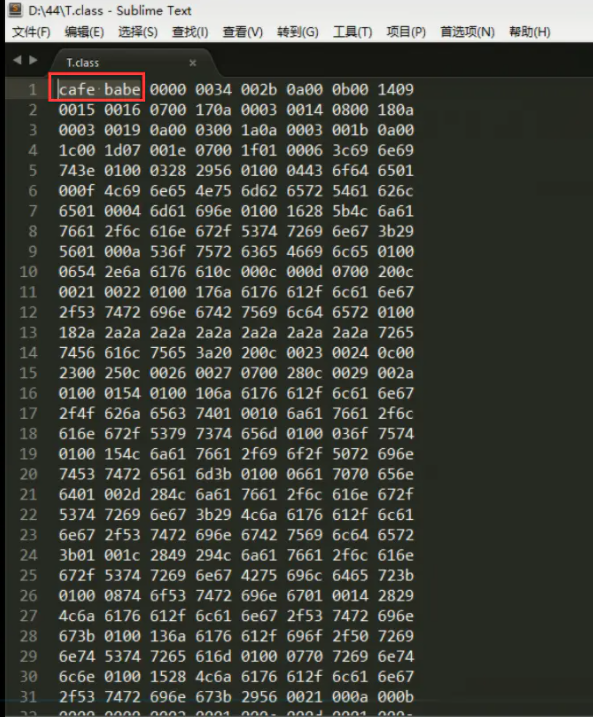 D:\44\T.class - Sublime Text
文件(F) 编辑(E) 选择(S) 查找(I) 查看(V) 转到(G) 工具(T) 项目(P) 首选项(N) 帮助(H)
T.class ×
1 cafe babe 0000 0034 002b 0a00 0b00 1409
2 0015 0016 0700 170a 0003 0014 0800 180a
3 0003 0019 0a00 0300 1a0a 0003 001b 0a00
4 1c00 1d07 001e 0700 1f01 0006 3c69 6e69
5 743e 0100 0328 2956 0100 0443 6f64 6501
6 000f 4c69 6e65 4e75 6d62 6572 5461 626c
7 6501 0004 6d61 696e 0100 1628 5b4c 6a61
8 7661 2f6c 616e 672f 5374 7269 6e67 3b29
9 5601 000a 536f 7572 6365 4669 6c65 0100
10 0654 2e6a 6176 610c 000c 000d 0700 200c
11 0021 0022 0100 176a 6176 612f 6c61 6e67
12 2f53 7472 696e 6742 7569 6c64 6572 0100
13 182a 2a2a 2a2a 2a2a 2a2a 2a2a 2a2a 7265
14 7456 616c 7565 3a20 200c 0023 0024 0c00
15 2300 250c 0026 0027 0700 280c 0029 002a
16 0100 0154 0100 106a 6176 612f 6c61 6e67
17 2f4f 626a 6563 7401 0010 6a61 7661 2f6c
18 616e 672f 5379 7374 656d 0100 036f 7574
19 0100 154c 6a61 7661 2f69 6f2f 5072 696e
20 7453 7472 6561 6d3b 0100 0661 7070 656e
21 6401 002d 284c 6a61 7661 2f6c 616e 672f
22 5374 7269 6e67 3b29 4c6a 6176 612f 6c61
23 6e67 2f53 7472 696e 6742 7569 6c64 6572
24 3b01 001c 2849 294c 6a61 7661 2f6c 616e
25 672f 5374 7269 6e67 4275 696c 6465 723b
26 0100 0874 6f53 7472 696e 6701 0014 2829
27 4c6a 6176 612f 6c61 6e67 2f53 7472 696e
28 673b 0100 136a 6176 612f 696f 2f50 7269
29 6e74 5374 7265 616d 0100 0770 7269 6e74
30 6c6e 0100 1528 4c6a 6176 612f 6c61 6e67
31 2f53 7472 696e 673b 2956 0021 000a 000b